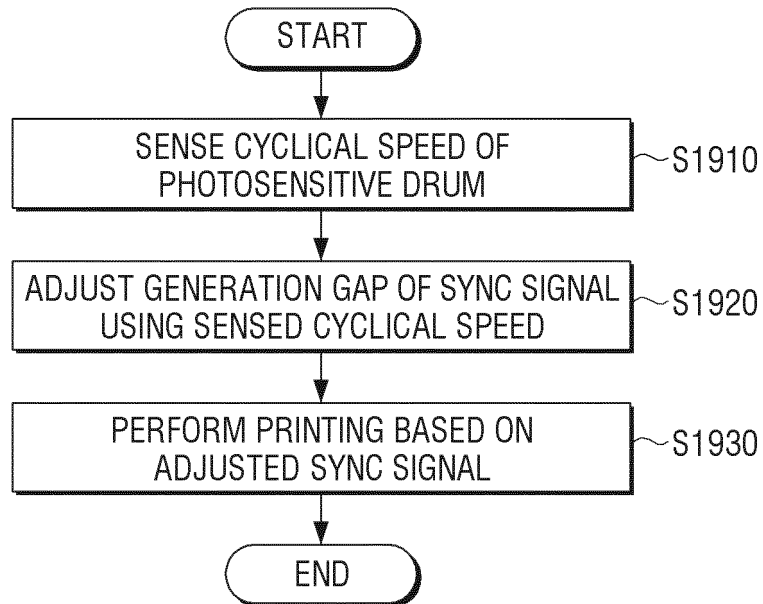 START
SENSE CYCLICAL SPEED OF
PHOTOSENSITIVE DRUM
S1910
ADJUST GENERATION GAP OF SYNC SIGNAL
USING SENSED CYCLICAL SPEED
S1920
PERFORM PRINTING BASED ON
ADJUSTED SYNC SIGNAL
S1930
END